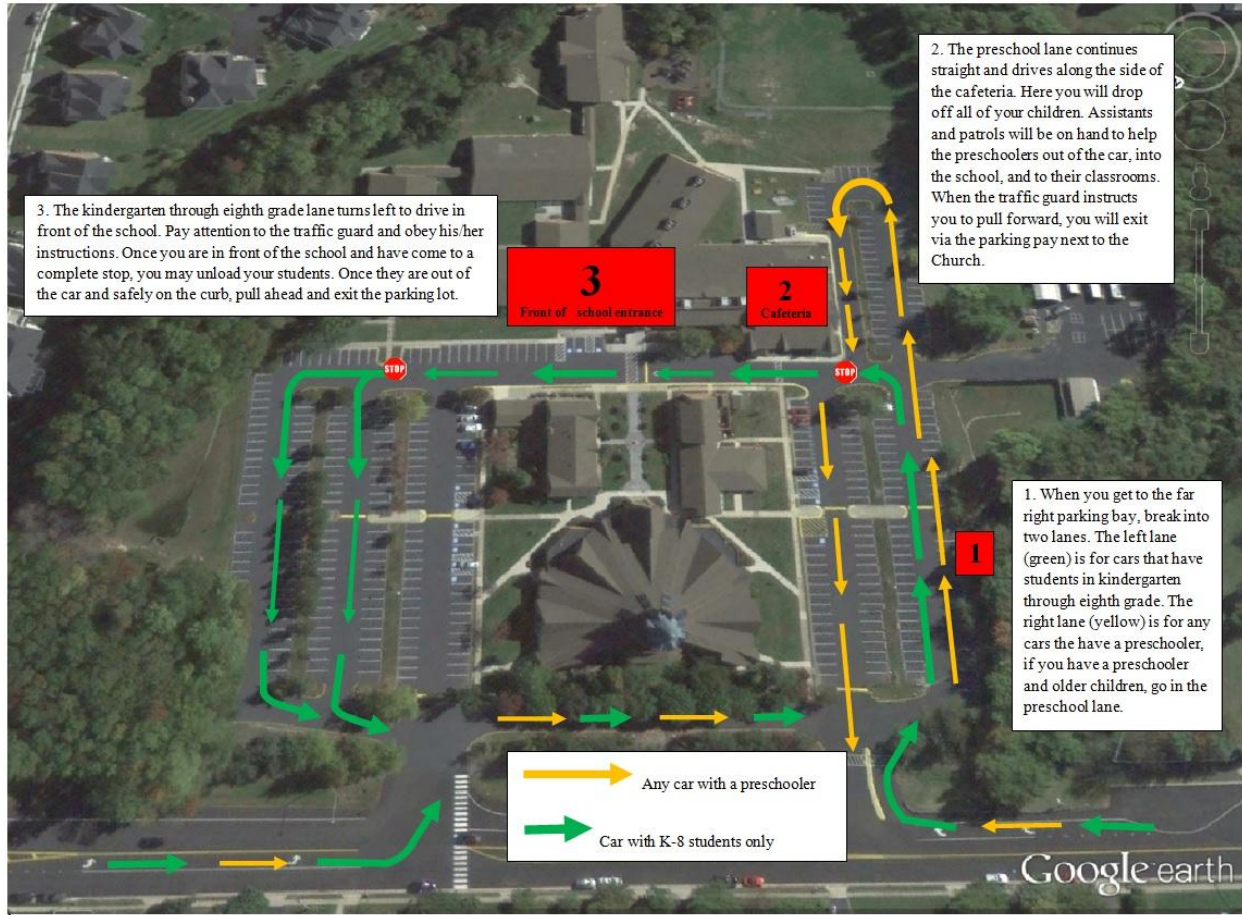 2. The preschool lane continues
straight and drives along the side of
the cafeteria. Here you will drop
off all of your children. Assistants
and patrols will be on hand to help
the preschoolers out of the car, into
the school, and to their classrooms.
When the traffic guard instructs
you to pull forward, you will exit
via the parking pay next to the
Church.
3. The kindergarten through eighth grade lane turns left to drive in
front of the school. Pay attention to the traffic guard and obey his/her
instructions. Once you are in front of the school and have come to a
complete stop, you may unload your students. Once they are out of
the car and safely on the curb, pull ahead and exit the parking lot.
3
Front of school entrance
2
Cafeteria
STOP
STOP
1
1. When you get to the far
right parking bay, break into
two lanes. The left lane
(green) is for cars that have
students in kindergarten
through eighth grade. The
right lane (yellow) is for any
cars the have a preschooler,
if you have a preschooler
and older children, go in the
preschool lane.
Any car with a preschooler
Car with K-8 students only
Google earth